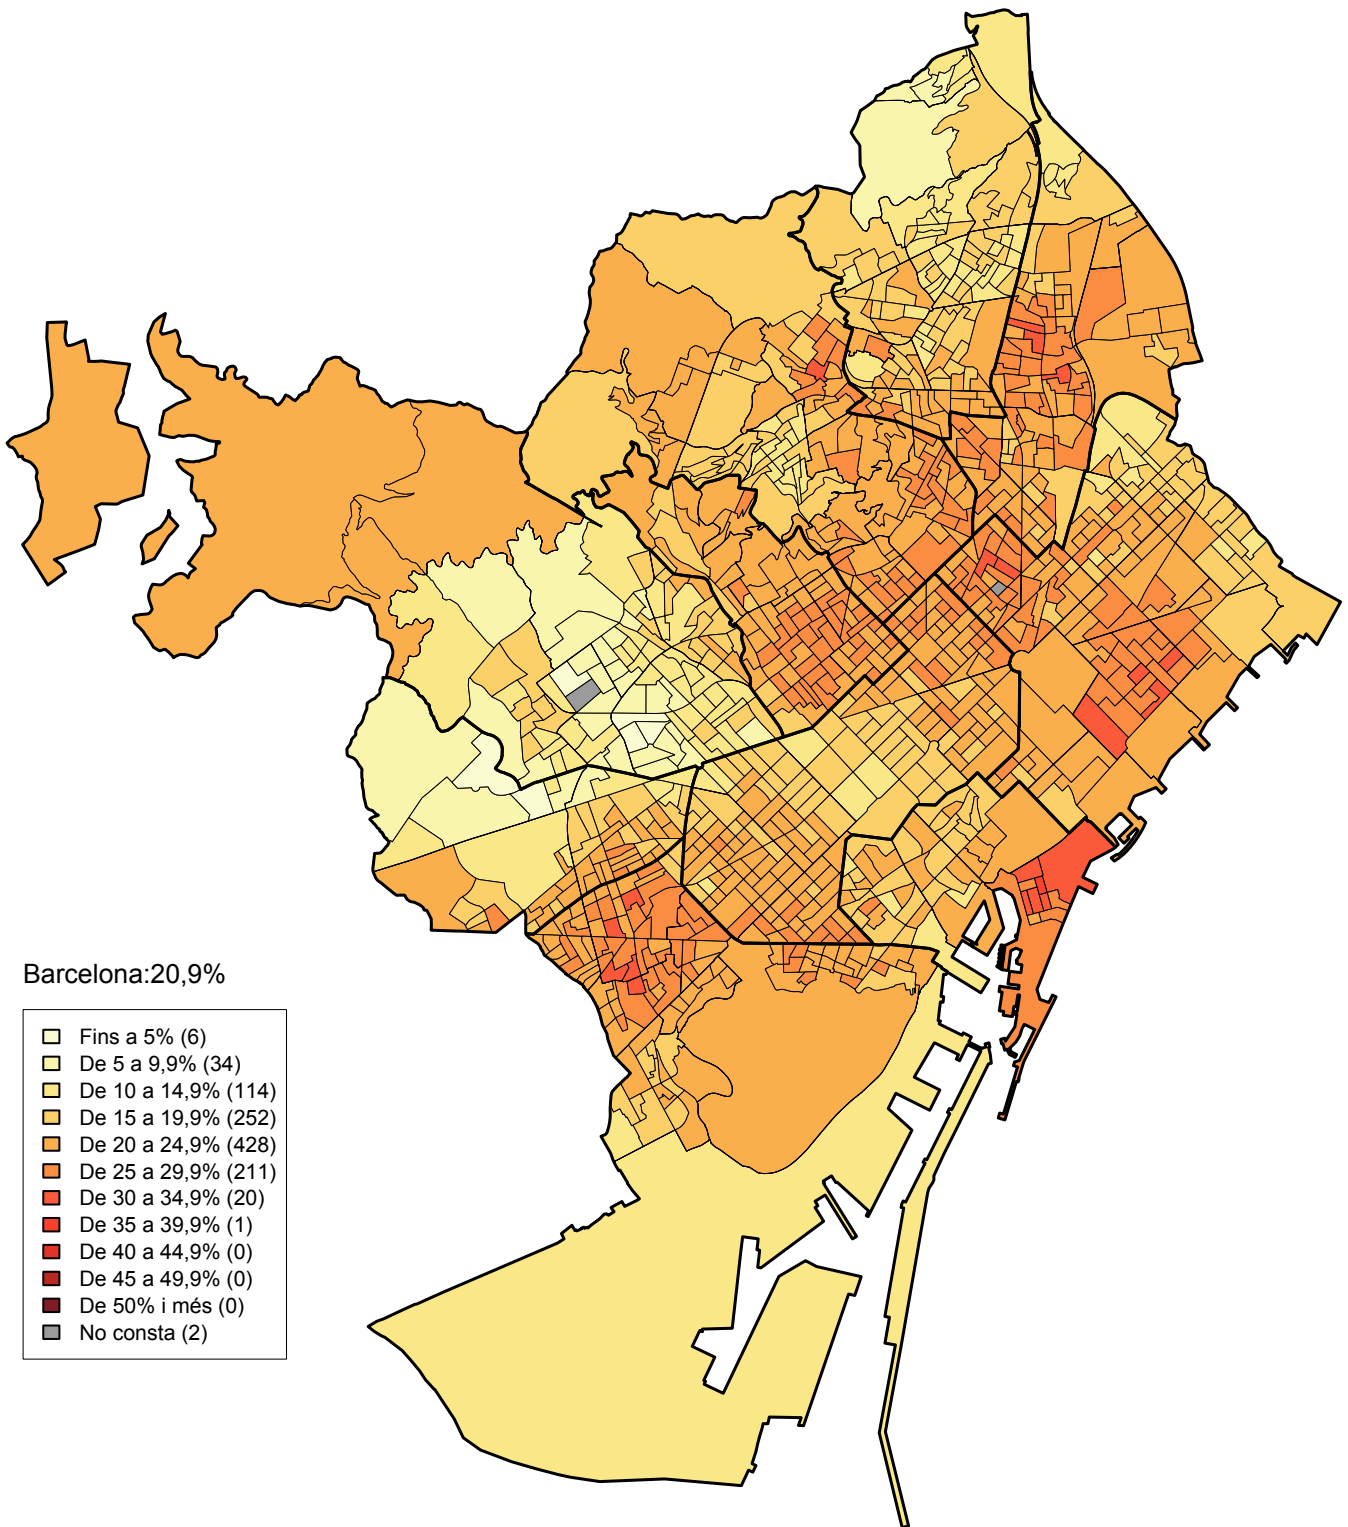 Barcelona:20,9%
Fins a 5% (6)
De 5 a 9,9% (34)
De 10 a 14,9% (114)
De 15 a 19,9% (252)
De 20 a 24,9% (428)
De 25 a 29,9% (211)
De 30 a 34,9% (20)
De 35 a 39,9% (1)
De 40 a 44,9% (0)
De 45 a 49,9% (0)
De 50% i més (0)
No consta (2)